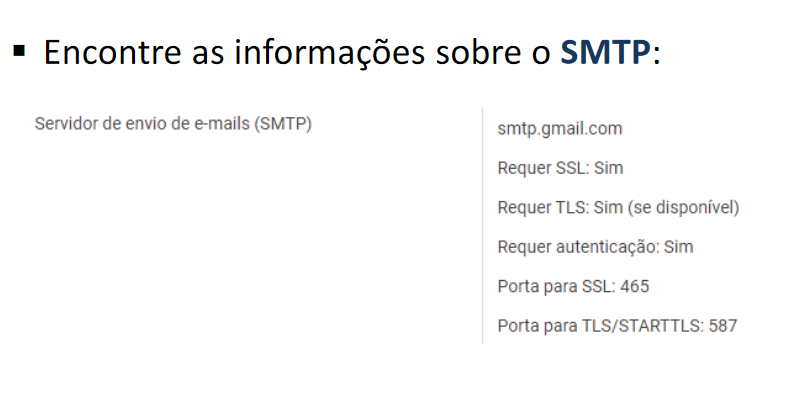 ▪ Encontre as informações sobre o SMTP:
Servidor de envio de e-mails (SMTP)
smtp.gmail.com
Requer SSL: Sim
Requer TLS: Sim (se disponível)
Requer autenticação: Sim
Porta para SSL: 465
Porta para TLS/STARTTLS: 587